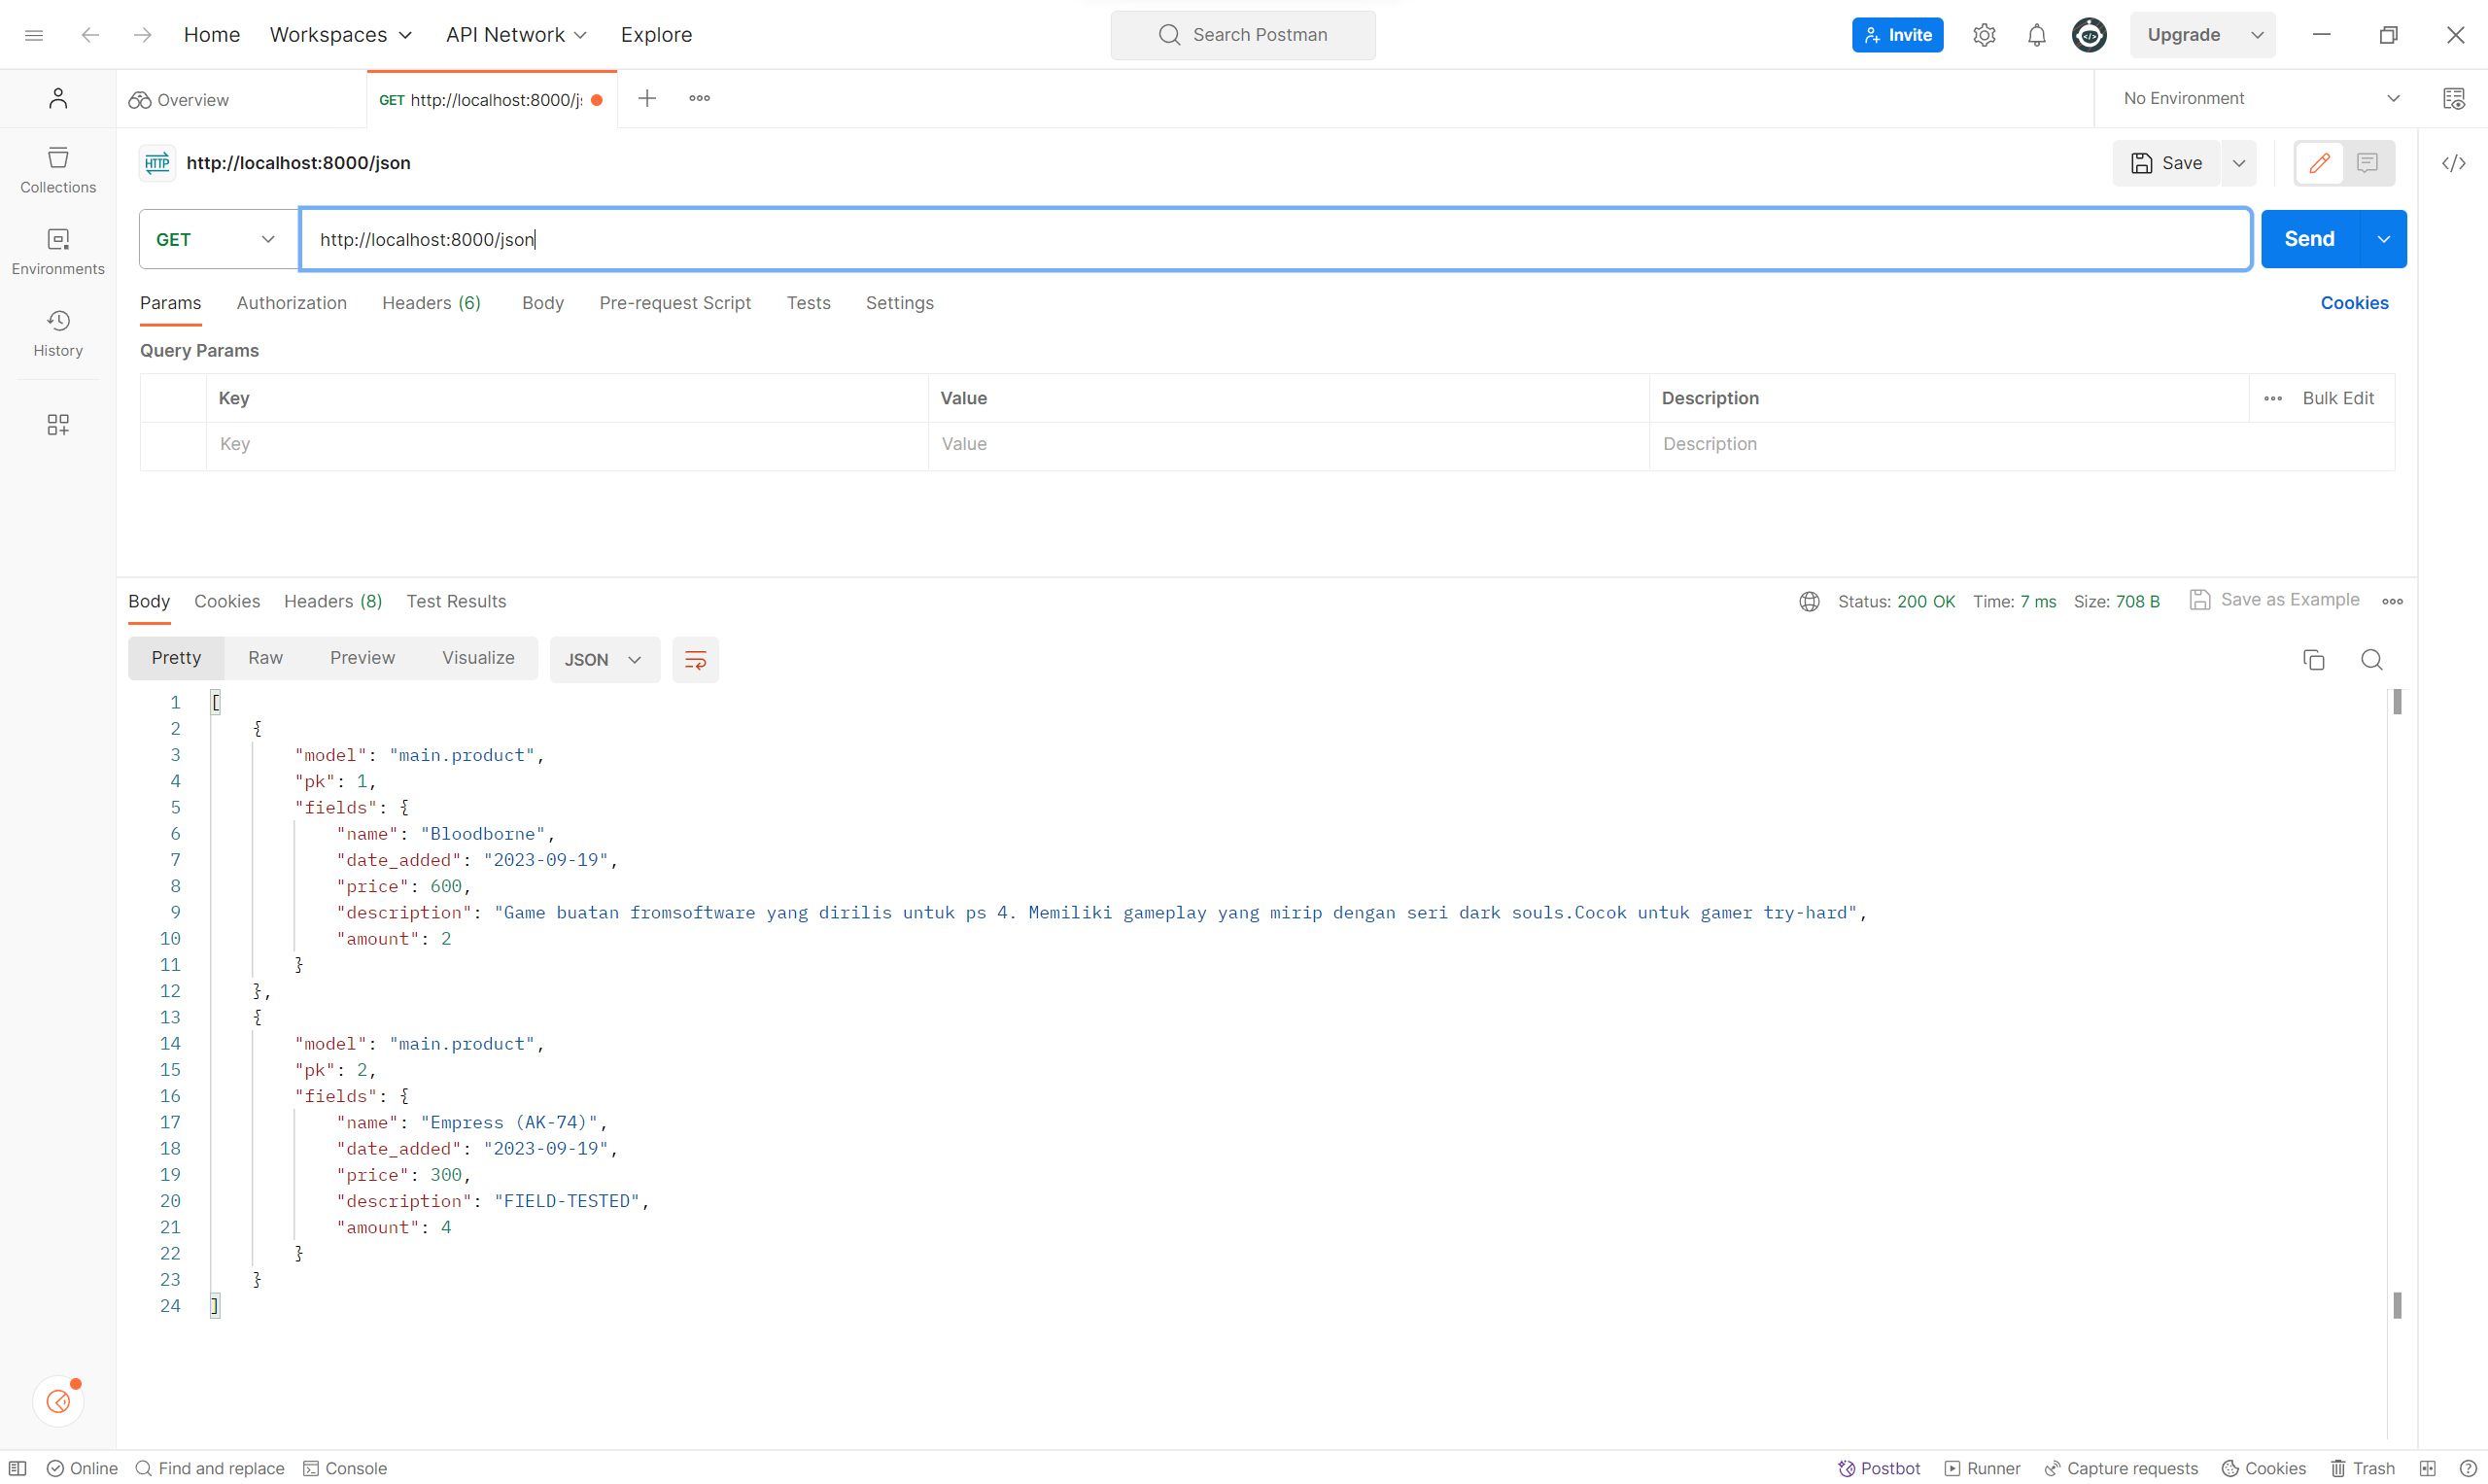 Home Workspaces API Network Explore Search Postman Invite Upgrade
Overview GET http://localhost:8000/js No Environment
HTTP http://localhost:8000/json Save
GET http://localhost:8000/json Send
Params Authorization Headers (6) Body Pre-request Script Tests Settings Cookies
Query Params
Key Value Description Bulk Edit
Key Value Description
Collections
Environments
History
Body Cookies Headers (8) Test Results Status: 200 OK Time: 7 ms Size: 708 B Save as Example
Pretty Raw Preview Visualize JSON
1 [
2 {
3 "model": "main.product",
4 "pk": 1,
5 "fields": {
6 "name": "Bloodborne",
7 "date_added": "2023-09-19",
8 "price": 600,
9 "description": "Game buatan fromsoftware yang dirilis untuk ps 4. Memiliki gameplay yang mirip dengan seri dark souls.Cocok untuk gamer try-hard",
10 "amount": 2
11 }
12 },
13 {
14 "model": "main.product",
15 "pk": 2,
16 "fields": {
17 "name": "Empress (AK-74)",
18 "date_added": "2023-09-19",
19 "price": 300,
20 "description": "FIELD-TESTED",
21 "amount": 4
22 }
23 }
24 ]
Online Find and replace Console Postbot Runner Capture requests Cookies Trash